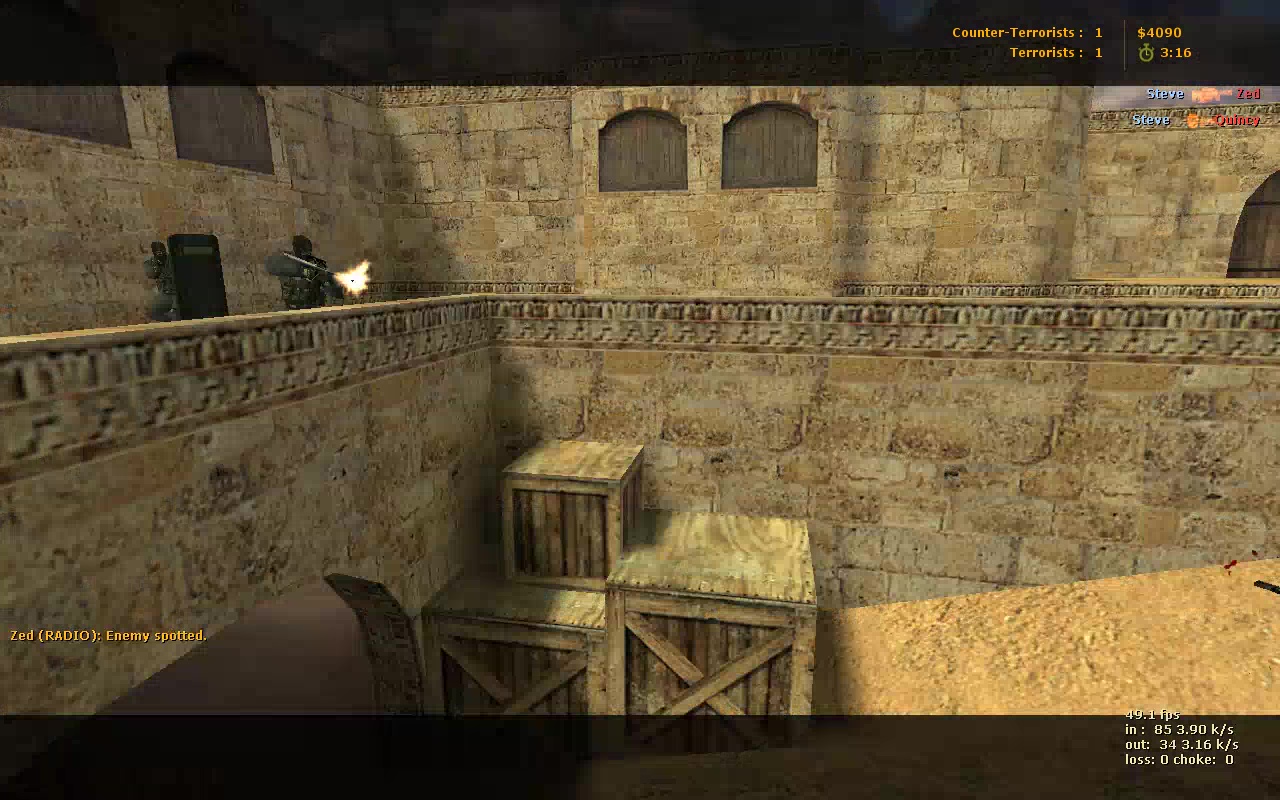 Counter-Terrorists : 1 $4090
Terrorists : 1 3:16
Steve Zed
Steve Quincy
Zed (RADIO): Enemy spotted.
49.1 fps
in : 85 3.90 k/s
out: 34 3.16 k/s
loss: 0 choke: 0